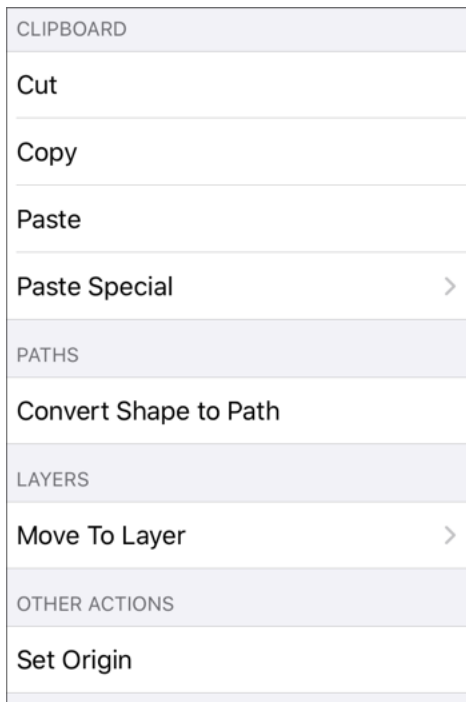 CLIPBOARD
Cut
Copy
Paste
Paste Special
PATHS
Convert Shape to Path
LAYERS
Move To Layer
OTHER ACTIONS
Set Origin